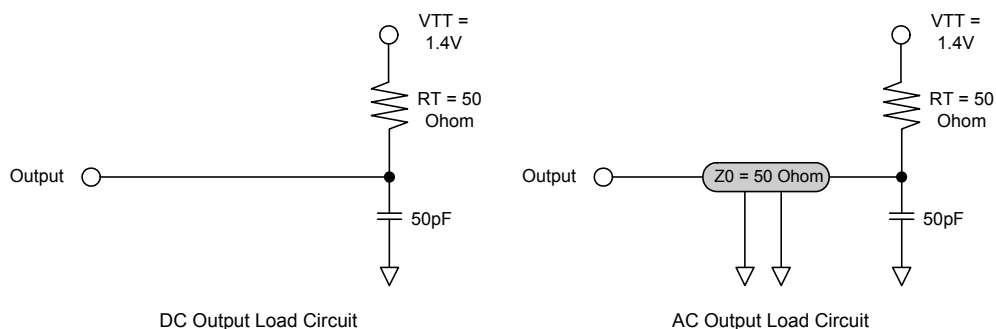 VTT =
1.4V
RT = 50
Ohom
Output
50pF
DC Output Load Circuit
VTT =
1.4V
RT = 50
Ohom
Output
Z0 = 50 Ohom
50pF
AC Output Load Circuit